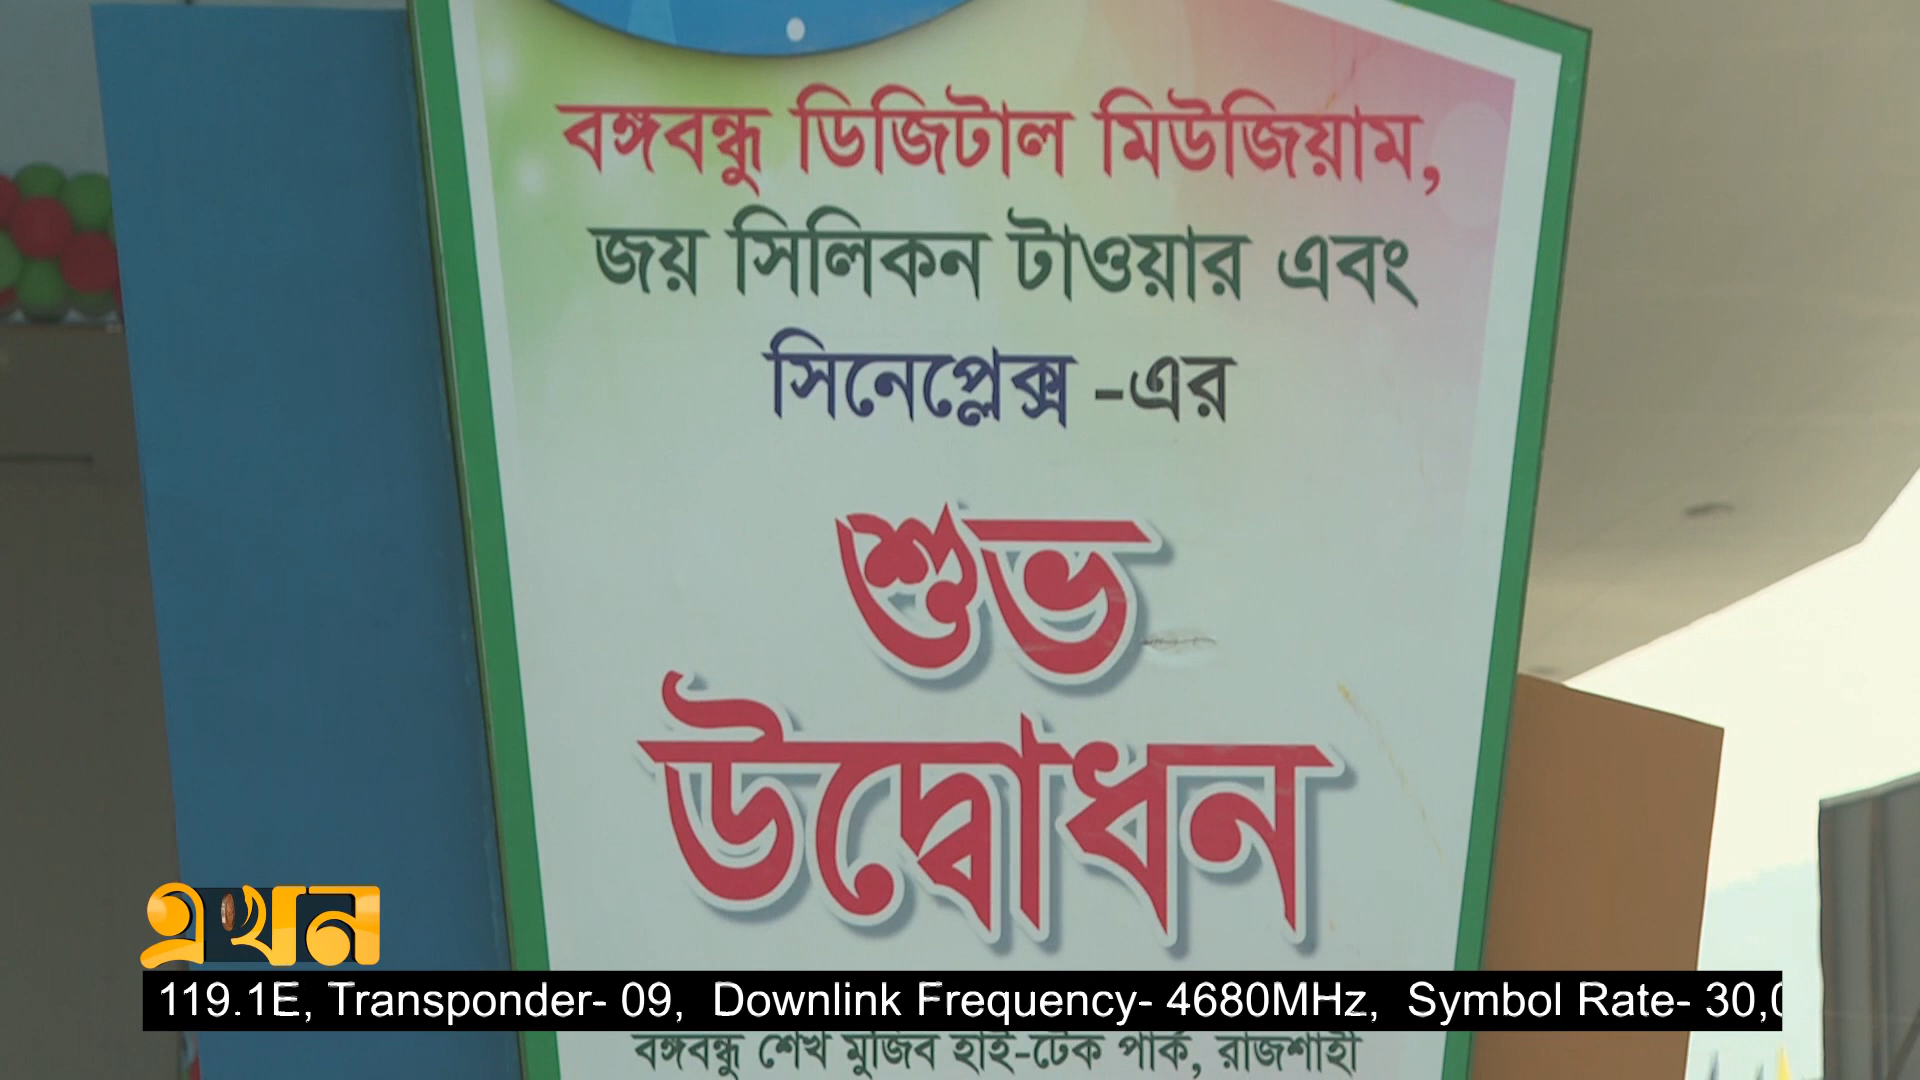 বঙ্গবন্ধু ডিজিটাল মিউজিয়াম,
জয় সিলিকন টাওয়ার এবং
সিনেপ্লেক্স -এর
শুভ
উদ্বোধন
এখন
119.1E, Transponder- 09, Downlink Frequency- 4680MHz, Symbol Rate- 30,0
বঙ্গবন্ধু শেখ মুজিব হাই-টেক পার্ক, রাজশাহী